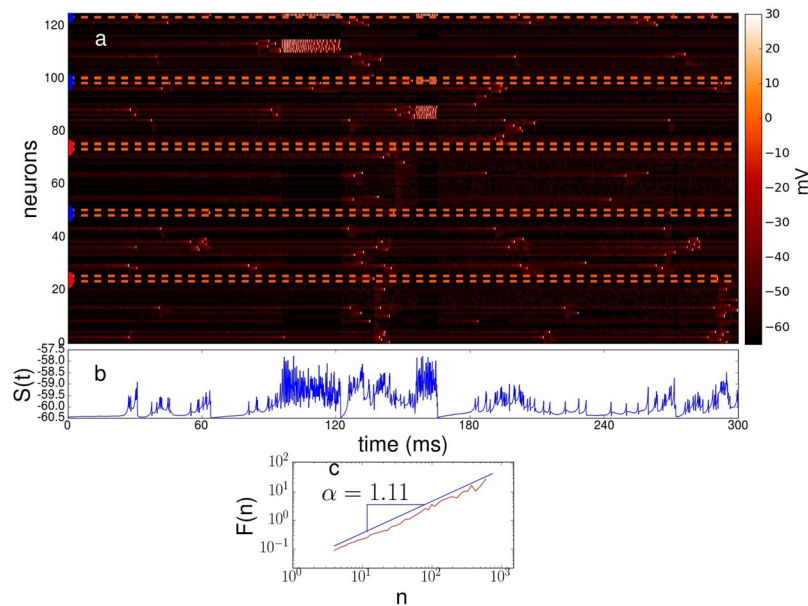 a
neurons
120
100
80
60
40
20
0
30
20
10
0
−10
−20
−30
−40
−50
−60
mV
b
S(t)
-57.5
-58.0
-58.5
-59.0
-59.5
-60.0
-60.5
0 60 120 180 240 300
time (ms)
c
α = 1.11
F(n)
10²
10¹
10⁰
10⁻¹
10⁰ 10¹ 10² 10³
n